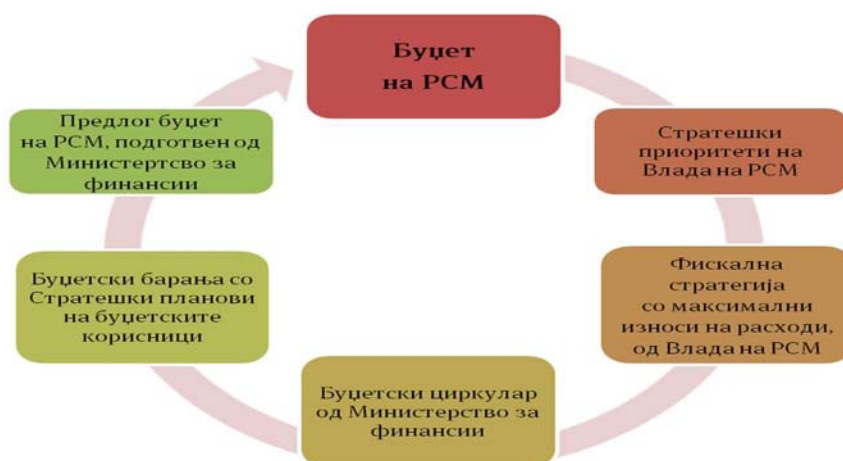 Буџет
на РСМ
Стратешки
приоритети на
Влада на РСМ
Фискална
стратегија
со максимални
износи на расходи,
од Влада на РСМ
Буџетски циркулар
од Министерство за
финансии
Буџетски барања со
Стратешки планови
на буџетските
корисници
Предлог буџет
на РСМ, подготвен од
Министертсво за
финансии